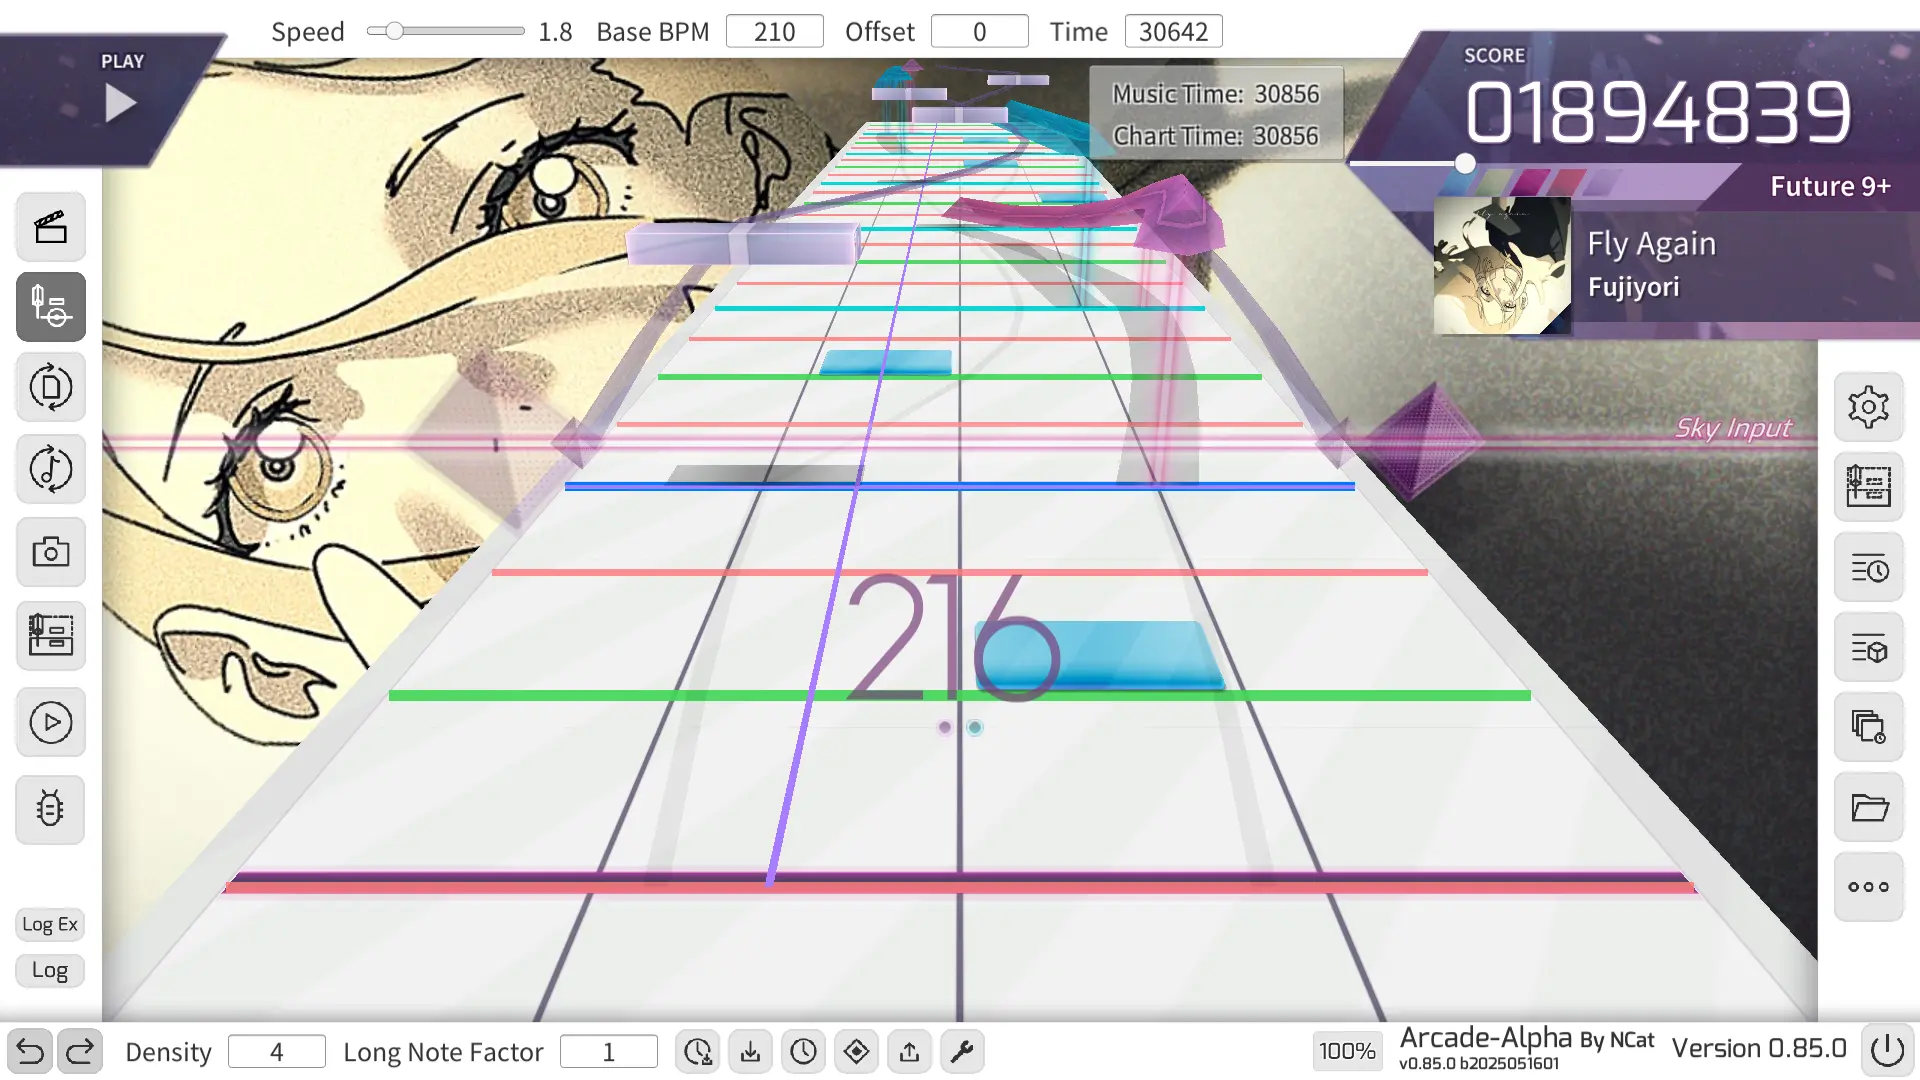 Speed 1.8 Base BPM 210 Offset 0 Time 30642
PLAY
SCORE
01894839
Music Time: 30856
Chart Time: 30856
Future 9+
Fly Again
Fujiyori
Sky Input
216
Log Ex
Log
Density 4 Long Note Factor 1
100%
Arcade-Alpha By NCat
v0.85.0 b2025051601
Version 0.85.0